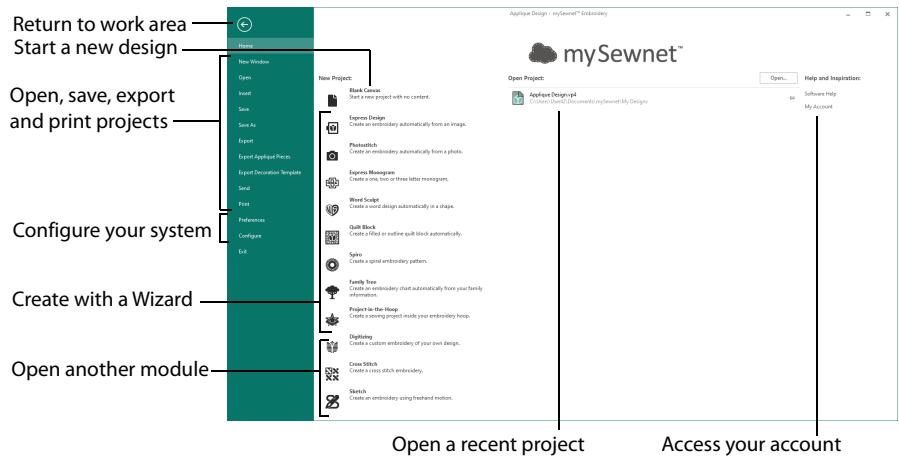 Applique Design - mySewnet™ Embroidery
Return to work area
Start a new design
Open, save, export
and print projects
Configure your system
Create with a Wizard
Open another module
Home
New Window
Open
Insert
Save
Save As
Export
Export Appliqué Pieces
Export Decoration Template
Send
Print
Preferences
Configure
Exit
mySewnet™
New Project:
Blank Canvas
Start a new project with no content.
Express Design
Create an embroidery automatically from an image.
Photostitch
Create an embroidery automatically from a photo.
Express Monogram
Create a one, two or three letter monogram.
Word Sculpt
Create a word design automatically in a shape.
Quilt Block
Create a filled or outline quilt block automatically.
Spiro
Create a spiral embroidery pattern.
Family Tree
Create an embroidery chart automatically from your family
information.
Project-in-the-Hoop
Create a sewing project inside your embroidery hoop.
Digitizing
Create a custom embroidery of your own design.
Cross Stitch
Create a cross stitch embroidery.
Sketch
Create an embroidery using freehand motion.
Open Project:
Open...
Applique Design.vp4
C:\Users\User42\Documents\mySewnet\My Designs
Help and Inspiration:
Software Help
My Account
Open a recent project
Access your account